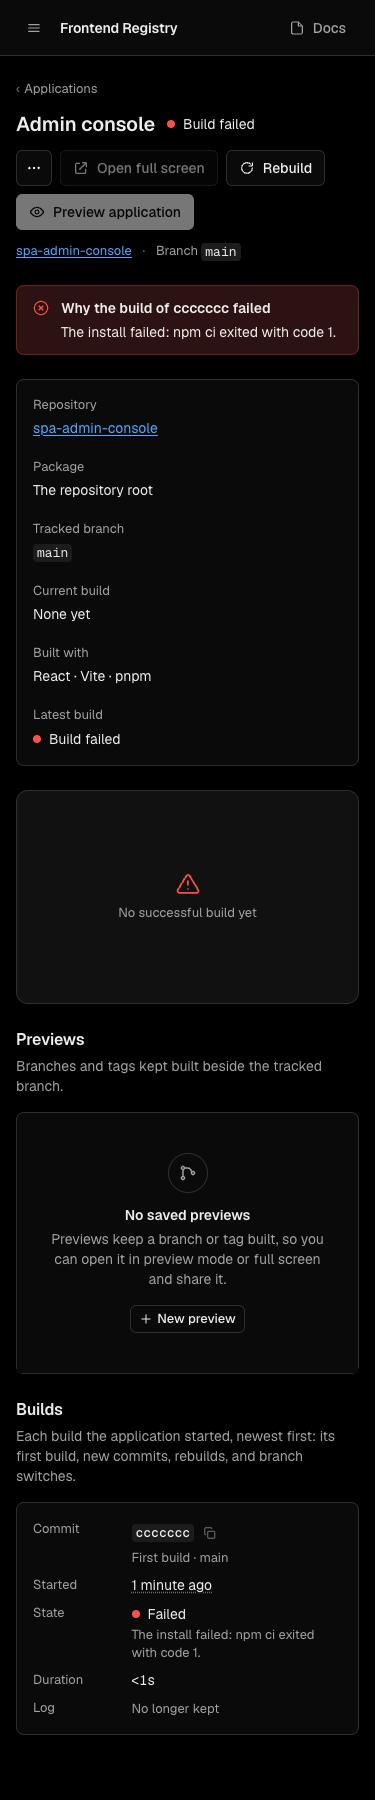 Frontend Registry
Docs
‹ Applications
Admin console
Build failed
Open full screen
Rebuild
Preview application
spa-admin-console · Branch main
Why the build of ccccccc failed
The install failed: npm ci exited with code 1.
Repository
spa-admin-console
Package
The repository root
Tracked branch
main
Current build
None yet
Built with
React · Vite · pnpm
Latest build
Build failed
No successful build yet
Previews
Branches and tags kept built beside the tracked
branch.
No saved previews
Previews keep a branch or tag built, so you
can open it in preview mode or full screen
and share it.
New preview
Builds
Each build the application started, newest first: its
first build, new commits, rebuilds, and branch
switches.
Commit
ccccccc
First build · main
Started
1 minute ago
State
Failed
The install failed: npm ci exited
with code 1.
Duration
<1s
Log
No longer kept